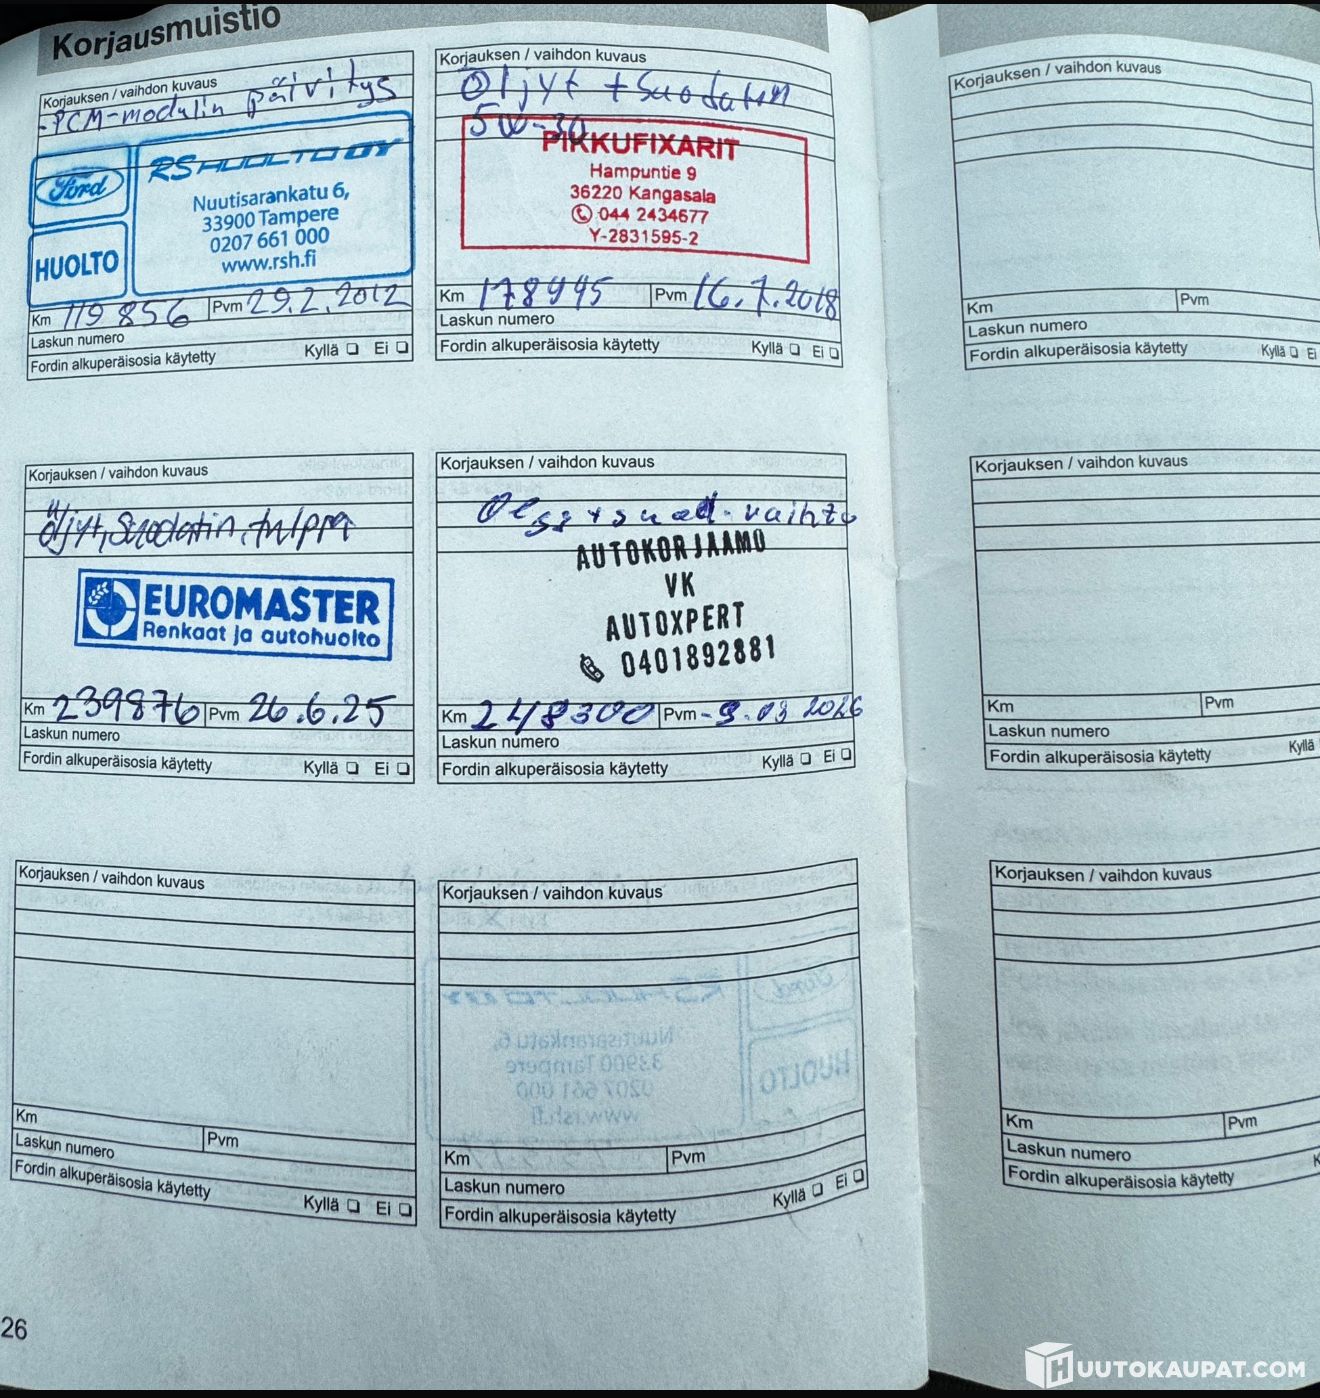 Korjausmuistio
Korjauksen / vaihdon kuvaus
-PCM-modulin päivitys
Ford
HUOLTO
RS HUOLTO OY
Nuutisarankatu 6,
33900 Tampere
0207 661 000
www.rsh.fi
Km 119 856 Pvm 29.2.2012
Laskun numero
Fordin alkuperäisosia käytetty Kyllä Ei
Korjauksen / vaihdon kuvaus
Öljyt + Suodatin
5W-30
PIKKUFIXARIT
Hampuntie 9
36220 Kangasala
044 2434677
Y-2831595-2
Km 178945 Pvm 16.7.2018
Laskun numero
Fordin alkuperäisosia käytetty Kyllä Ei
Korjauksen / vaihdon kuvaus
Km Pvm
Laskun numero
Fordin alkuperäisosia käytetty Kyllä Ei
Korjauksen / vaihdon kuvaus
Öljyt, Suodatin, tulppa
EUROMASTER
Renkaat ja autohuolto
Km 239876 Pvm 26.6.25
Laskun numero
Fordin alkuperäisosia käytetty Kyllä Ei
Korjauksen / vaihdon kuvaus
vaihto
AUTOKORJAAMO
VK
AUTOXPERT
0401892881
Km 248300 Pvm - 9.03 2026
Laskun numero
Fordin alkuperäisosia käytetty Kyllä Ei
Korjauksen / vaihdon kuvaus
Km Pvm
Laskun numero
Fordin alkuperäisosia käytetty Kyllä
Korjauksen / vaihdon kuvaus
Km Pvm
Laskun numero
Fordin alkuperäisosia käytetty Kyllä Ei
Korjauksen / vaihdon kuvaus
Km Pvm
Laskun numero
Fordin alkuperäisosia käytetty Kyllä Ei
Korjauksen / vaihdon kuvaus
Km Pvm
Laskun numero
Fordin alkuperäisosia käytetty K
26
HUUTOKAUPAT.COM